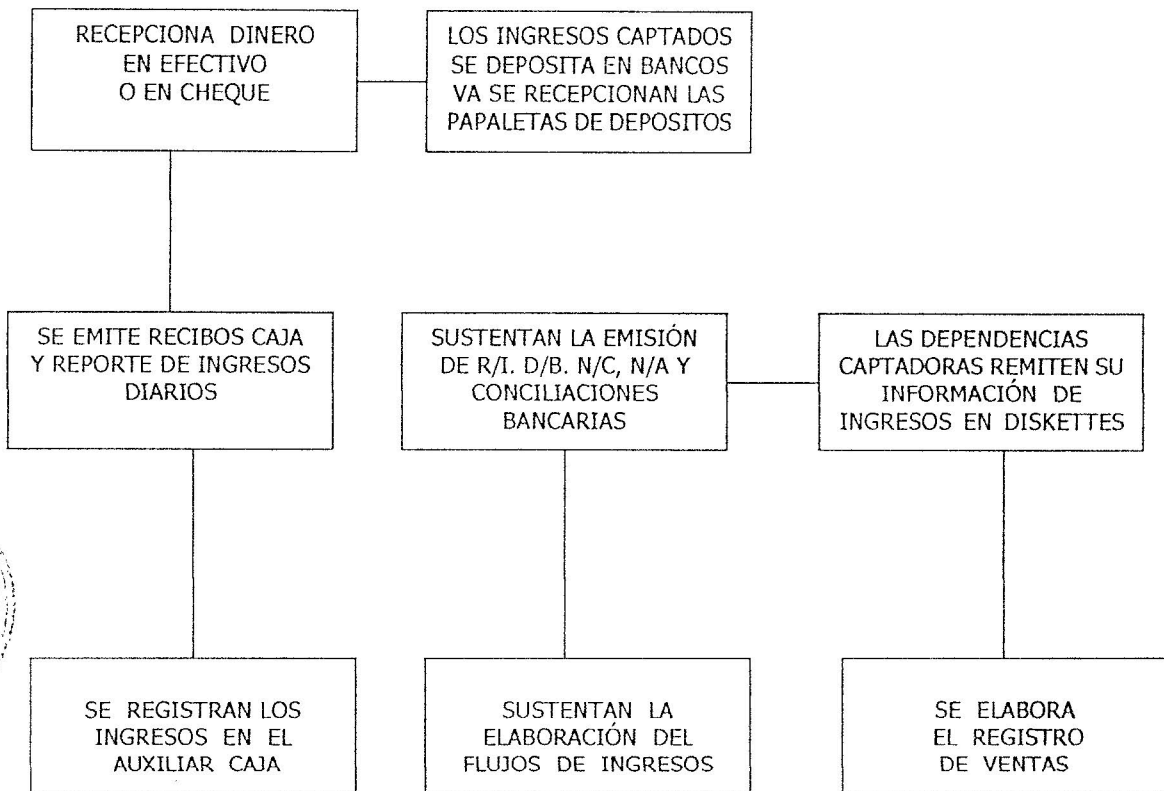 RECEPCIONA DINERO
EN EFECTIVO
O EN CHEQUE
LOS INGRESOS CAPTADOS
SE DEPOSITA EN BANCOS
VA SE RECEPCIONAN LAS
PAPALETAS DE DEPOSITOS
SE EMITE RECIBOS CAJA
Y REPORTE DE INGRESOS
DIARIOS
SUSTENTAN LA EMISIÓN
DE R/I. D/B. N/C, N/A Y
CONCILIACIONES
BANCARIAS
LAS DEPENDENCIAS
CAPTADORAS REMITEN SU
INFORMACIÓN DE
INGRESOS EN DISKETTES
SE REGISTRAN LOS
INGRESOS EN EL
AUXILIAR CAJA
SUSTENTAN LA
ELABORACIÓN DEL
FLUJOS DE INGRESOS
SE ELABORA
EL REGISTRO
DE VENTAS